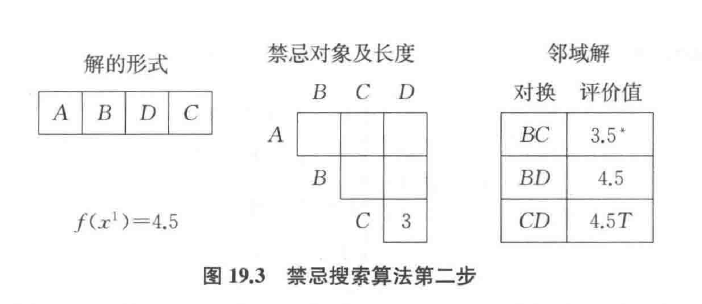 解的形式
A B D C
f(x¹)=4.5
禁忌对象及长度
B C D
A
B
C 3
邻域解
对换 评价值
BC 3.5*
BD 4.5
CD 4.5T
图 19.3 禁忌搜索算法第二步